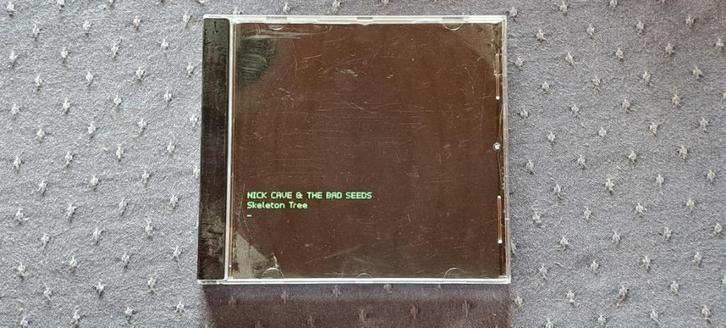 NICK CAVE & THE BAD SEEDS
Skeleton Tree
_